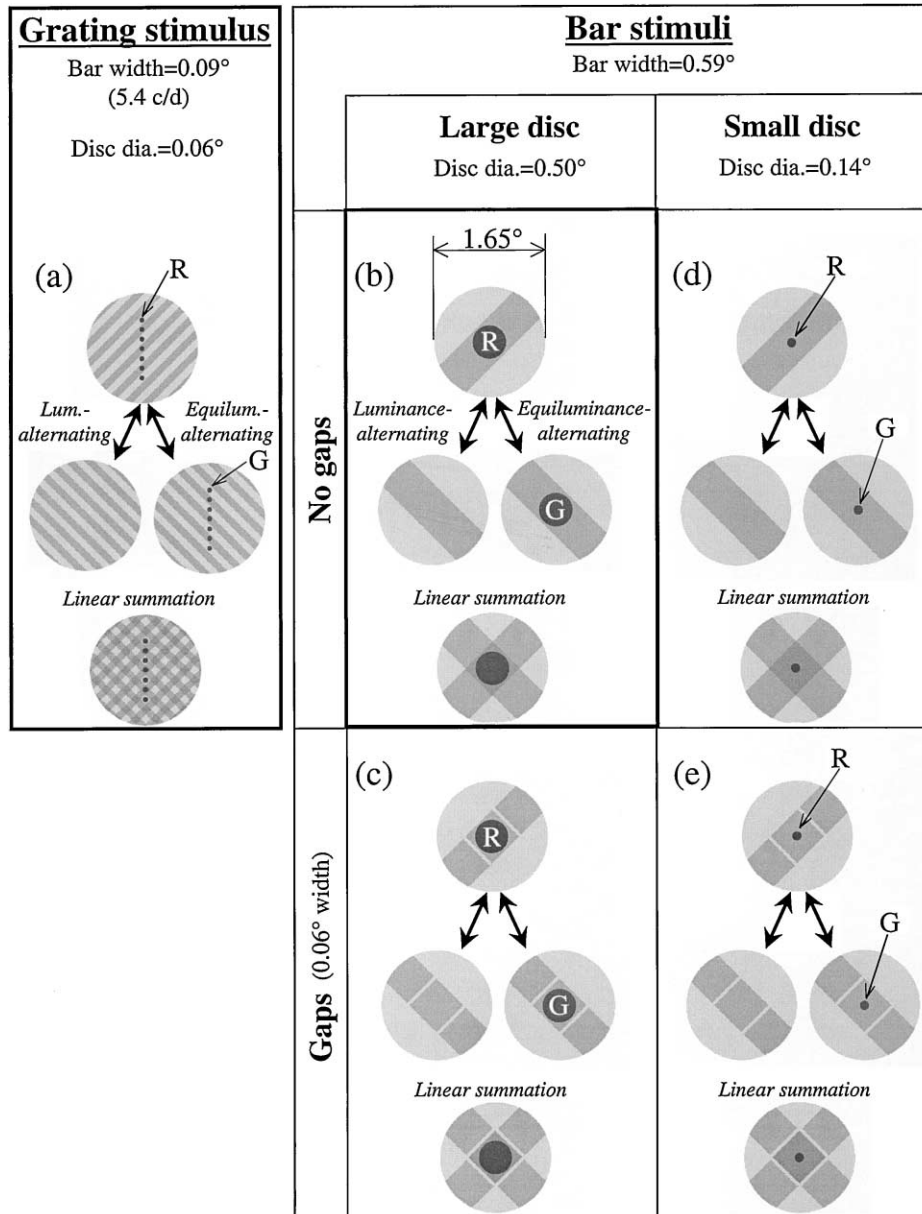 Grating stimulus
Bar width=0.09°
(5.4 c/d)
Disc dia.=0.06°
(a)
R
Lum.-
alternating
Equilum.-
alternating
G
Linear summation
Bar stimuli
Bar width=0.59°
Large disc
Disc dia.=0.50°
Small disc
Disc dia.=0.14°
No gaps
(b)
1.65°
R
Luminance-
alternating
Equiluminance-
alternating
G
Linear summation
(d)
R
G
Linear summation
Gaps (0.06° width)
(c)
R
G
Linear summation
(e)
R
G
Linear summation